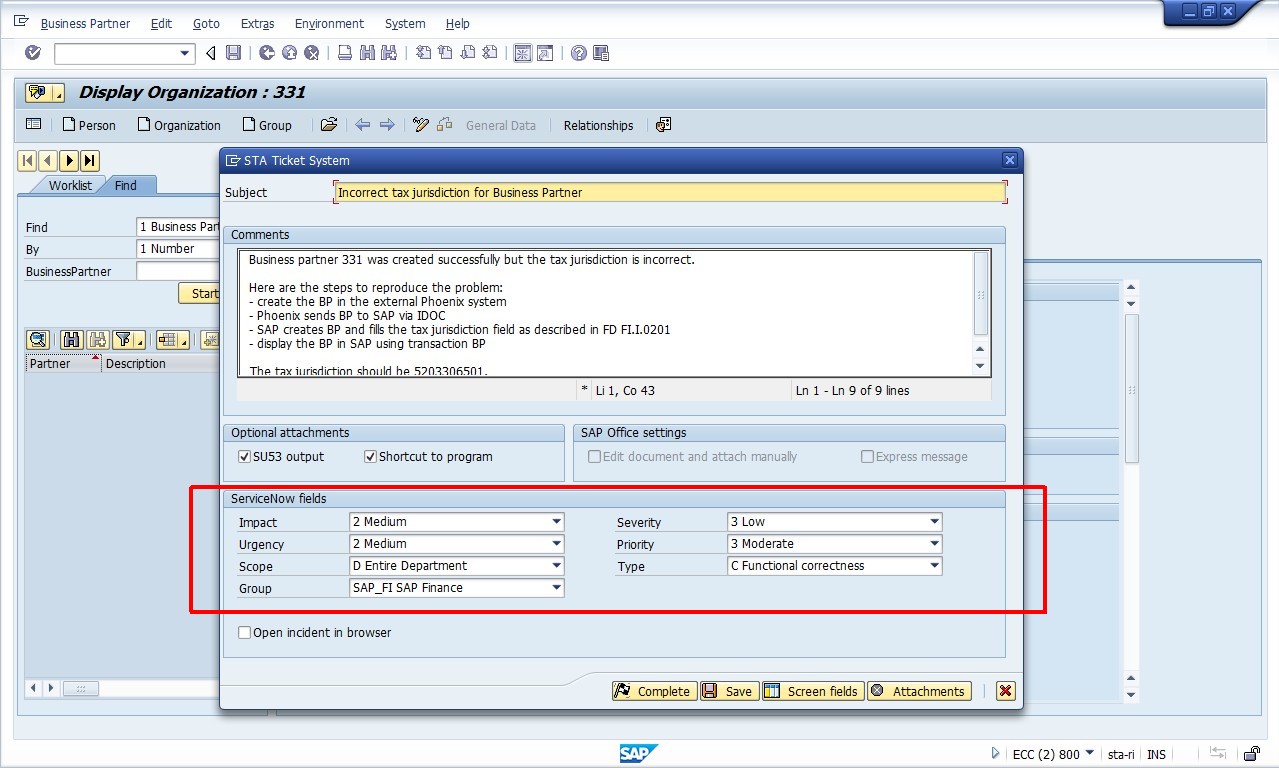 Business Partner Edit Goto Extras Environment System Help
Display Organization : 331
Person Organization Group General Data Relationships
STA Ticket System
Worklist Find
Subject Incorrect tax jurisdiction for Business Partner
Find 1 Business Par
By 1 Number
BusinessPartner
Start
Partner Description
Comments
Business partner 331 was created successfully but the tax jurisdiction is incorrect.
Here are the steps to reproduce the problem:
- create the BP in the external Phoenix system
- Phoenix sends BP to SAP via IDOC
- SAP creates BP and fills the tax jurisdiction field as described in FD FI.I.0201
- display the BP in SAP using transaction BP
The tax jurisdiction should be 5203306501.
* Li 1, Co 43 Ln 1 - Ln 9 of 9 lines
Optional attachments SAP Office settings
SU53 output Shortcut to program Edit document and attach manually Express message
ServiceNow fields
Impact 2 Medium Severity 3 Low
Urgency 2 Medium Priority 3 Moderate
Scope D Entire Department Type C Functional correctness
Group SAP_FI SAP Finance
Open incident in browser
Complete Save Screen fields Attachments
SAP ECC (2) 800 sta-ri INS